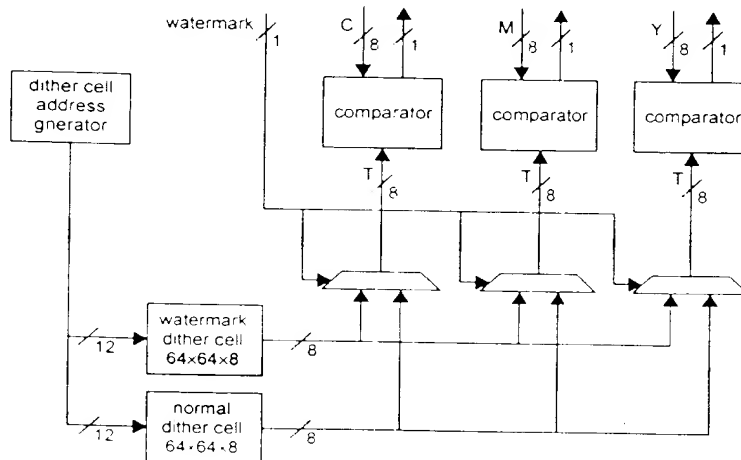 watermark 1 C 8 1 M 8 1 Y 8 1
dither cell
address
gnerator
comparator comparator comparator
T 8 T 8 T 8
watermark
dither cell
64×64×8
12 8
normal
dither cell
64×64×8
12 8